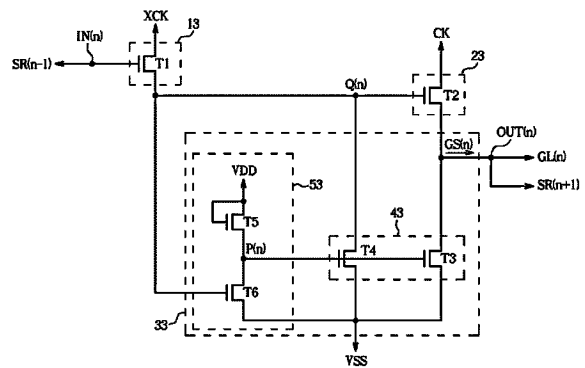 XCK
13
IN(n)
CK
SR(n-1)
T1
23
Q(n)
T2
OUT(n)
GS(n)
GL(n)
VDD
53
SR(n+1)
T5
43
P(n)
T4
T3
T6
33
VSS